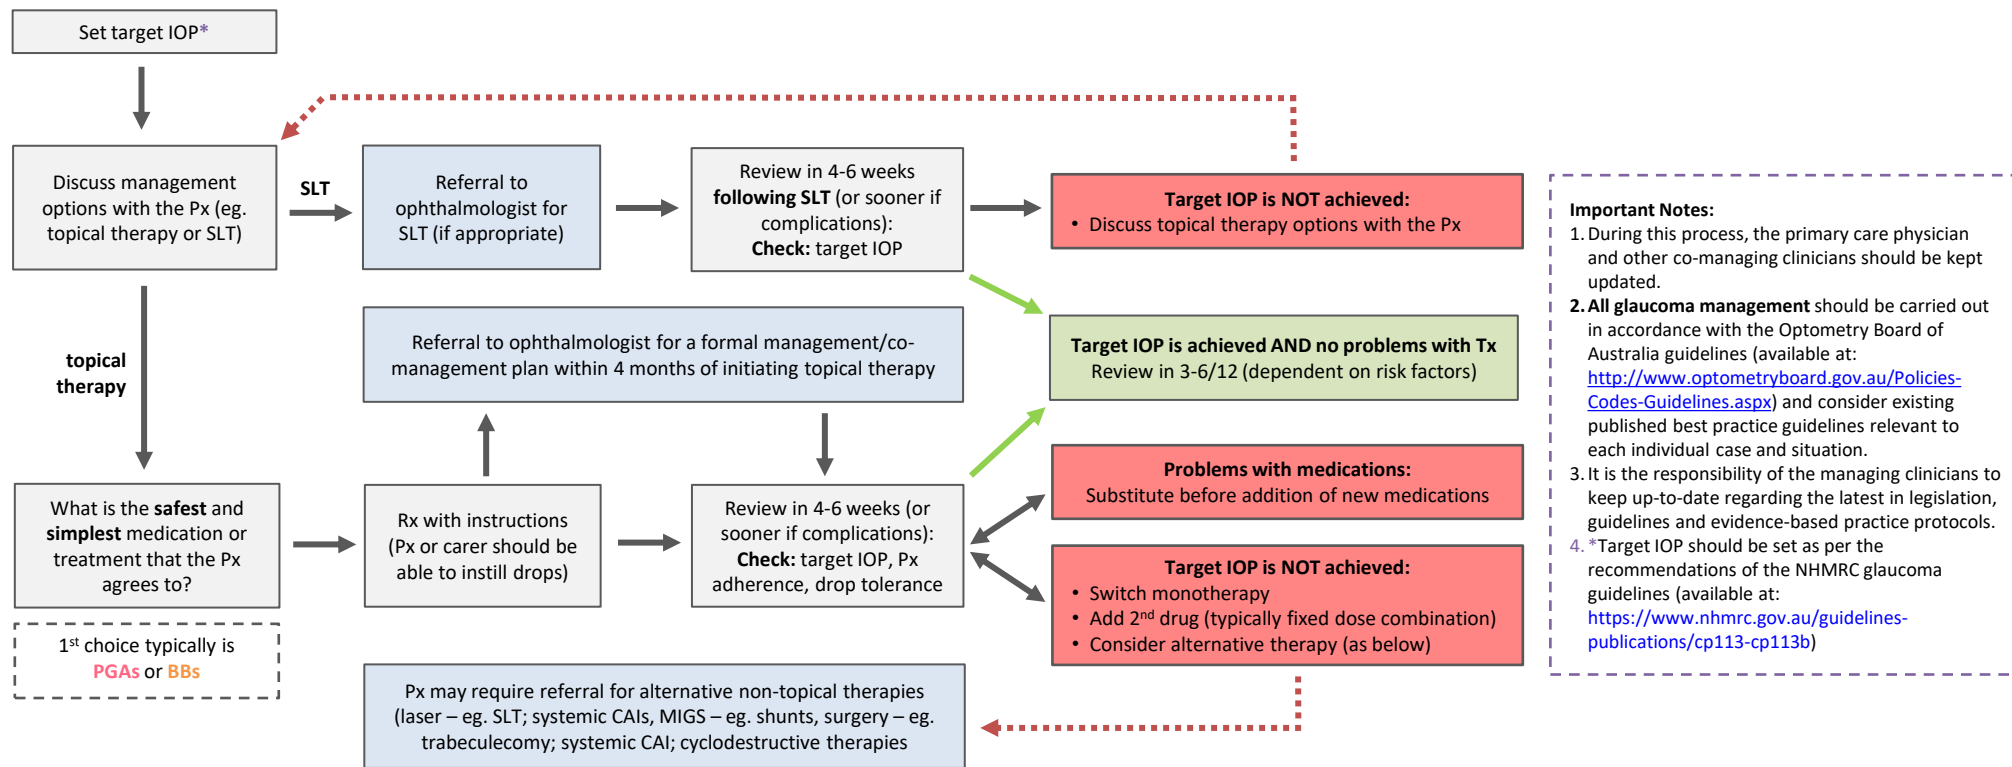 Set target IOP*
Discuss management
options with the Px (eg.
topical therapy or SLT)
SLT
Referral to
ophthalmologist for
SLT (if appropriate)
Review in 4-6 weeks
following SLT (or sooner if
complications):
Check: target IOP
Target IOP is NOT achieved:
• Discuss topical therapy options with the Px
topical
therapy
Referral to ophthalmologist for a formal management/co-
management plan within 4 months of initiating topical therapy
Target IOP is achieved AND no problems with Tx
Review in 3-6/12 (dependent on risk factors)
What is the safest and
simplest medication or
treatment that the Px
agrees to?
1st choice typically is
PGAs or BBs
Rx with instructions
(Px or carer should be
able to instill drops)
Review in 4-6 weeks (or
sooner if complications):
Check: target IOP, Px
adherence, drop tolerance
Problems with medications:
Substitute before addition of new medications
Target IOP is NOT achieved:
• Switch monotherapy
• Add 2nd drug (typically fixed dose combination)
• Consider alternative therapy (as below)
Px may require referral for alternative non-topical therapies
(laser – eg. SLT; systemic CAIs, MIGS – eg. shunts, surgery – eg.
trabeculecomy; systemic CAI; cyclodestructive therapies
Important Notes:
1. During this process, the primary care physician
and other co-managing clinicians should be kept
updated.
2. All glaucoma management should be carried out
in accordance with the Optometry Board of
Australia guidelines (available at:
http://www.optometryboard.gov.au/Policies-
Codes-Guidelines.aspx) and consider existing
published best practice guidelines relevant to
each individual case and situation.
3. It is the responsibility of the managing clinicians to
keep up-to-date regarding the latest in legislation,
guidelines and evidence-based practice protocols.
4. *Target IOP should be set as per the
recommendations of the NHMRC glaucoma
guidelines (available at:
https://www.nhmrc.gov.au/guidelines-
publications/cp113-cp113b)